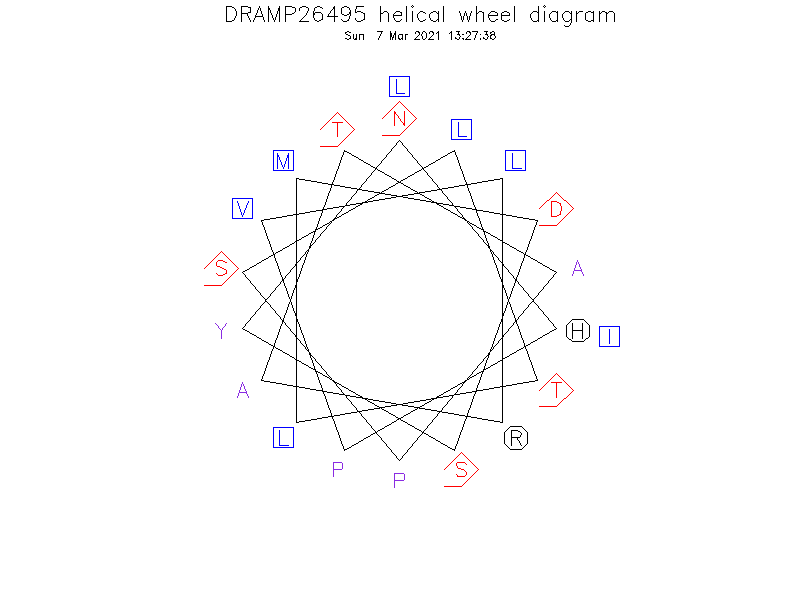 DRAMP26495 helical wheel diagram
Sun 7 Mar 2021 13:27:38
L
T N L
M L
V D
S A
Y H I
A T
L R
P P S